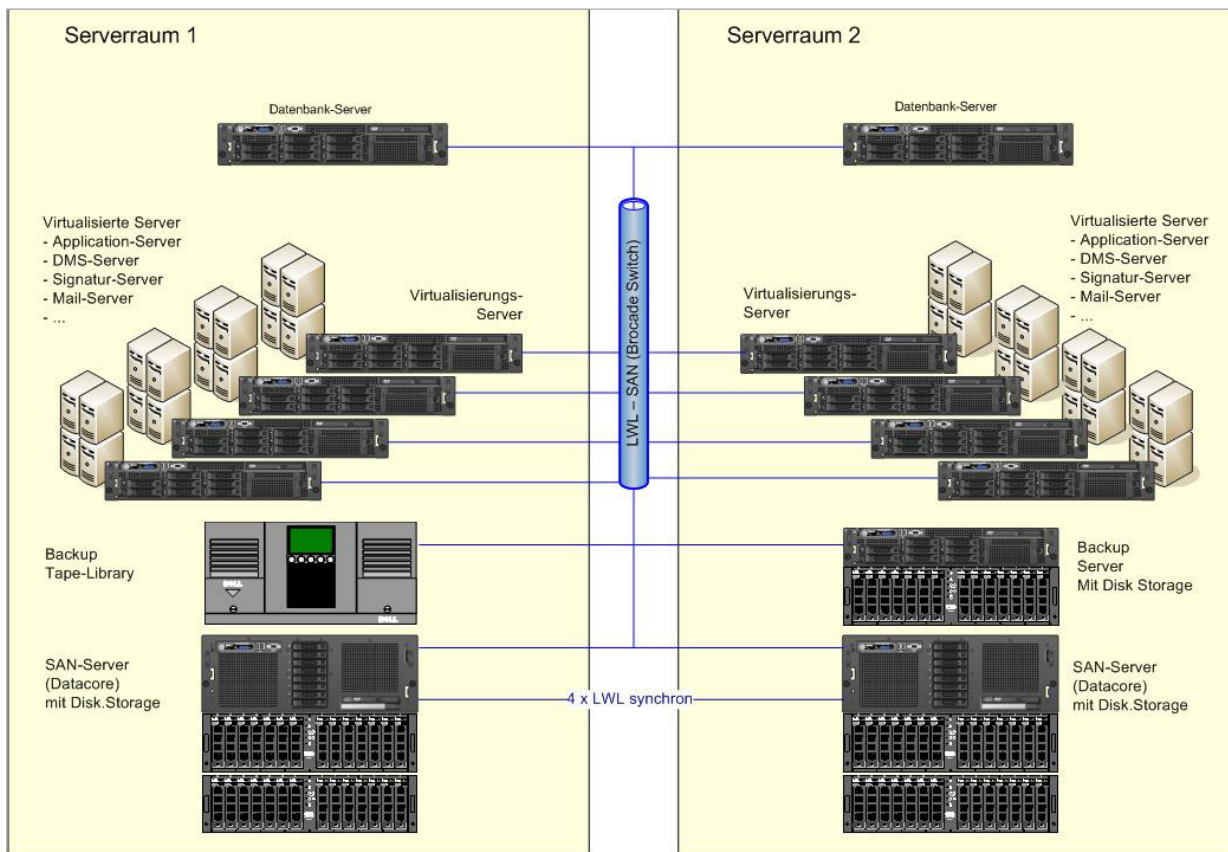 Serverraum 1
Serverraum 2
Datenbank-Server
Datenbank-Server
Virtualisierte Server
- Application-Server
- DMS-Server
- Signatur-Server
- Mail-Server
- ...
Virtualisierungs-
Server
LWL – SAN (Brocade Switch)
Virtualisierungs-
Server
Virtualisierte Server
- Application-Server
- DMS-Server
- Signatur-Server
- Mail-Server
- ...
Backup
Tape-Library
DELL
DELL
Backup
Server
Mit Disk Storage
SAN-Server
(Datacore)
mit Disk.Storage
4 x LWL synchron
SAN-Server
(Datacore)
mit Disk.Storage